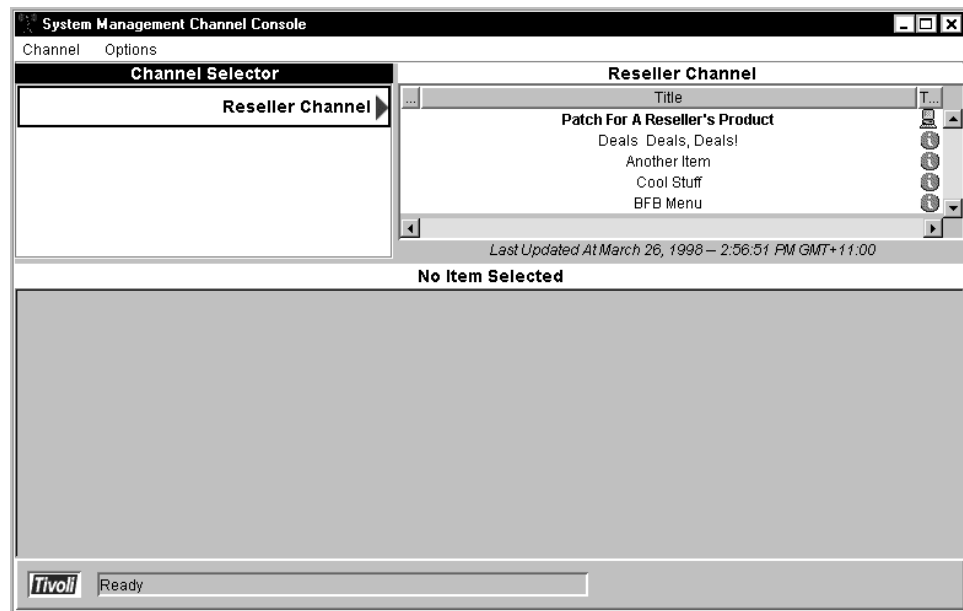 System Management Channel Console
Channel Options
Channel Selector
Reseller Channel
Reseller Channel
... Title T...
Patch For A Reseller's Product
Deals Deals, Deals!
Another Item
Cool Stuff
BFB Menu
Last Updated At March 26, 1998 – 2:56:51 PM GMT+11:00
No Item Selected
Tivoli Ready